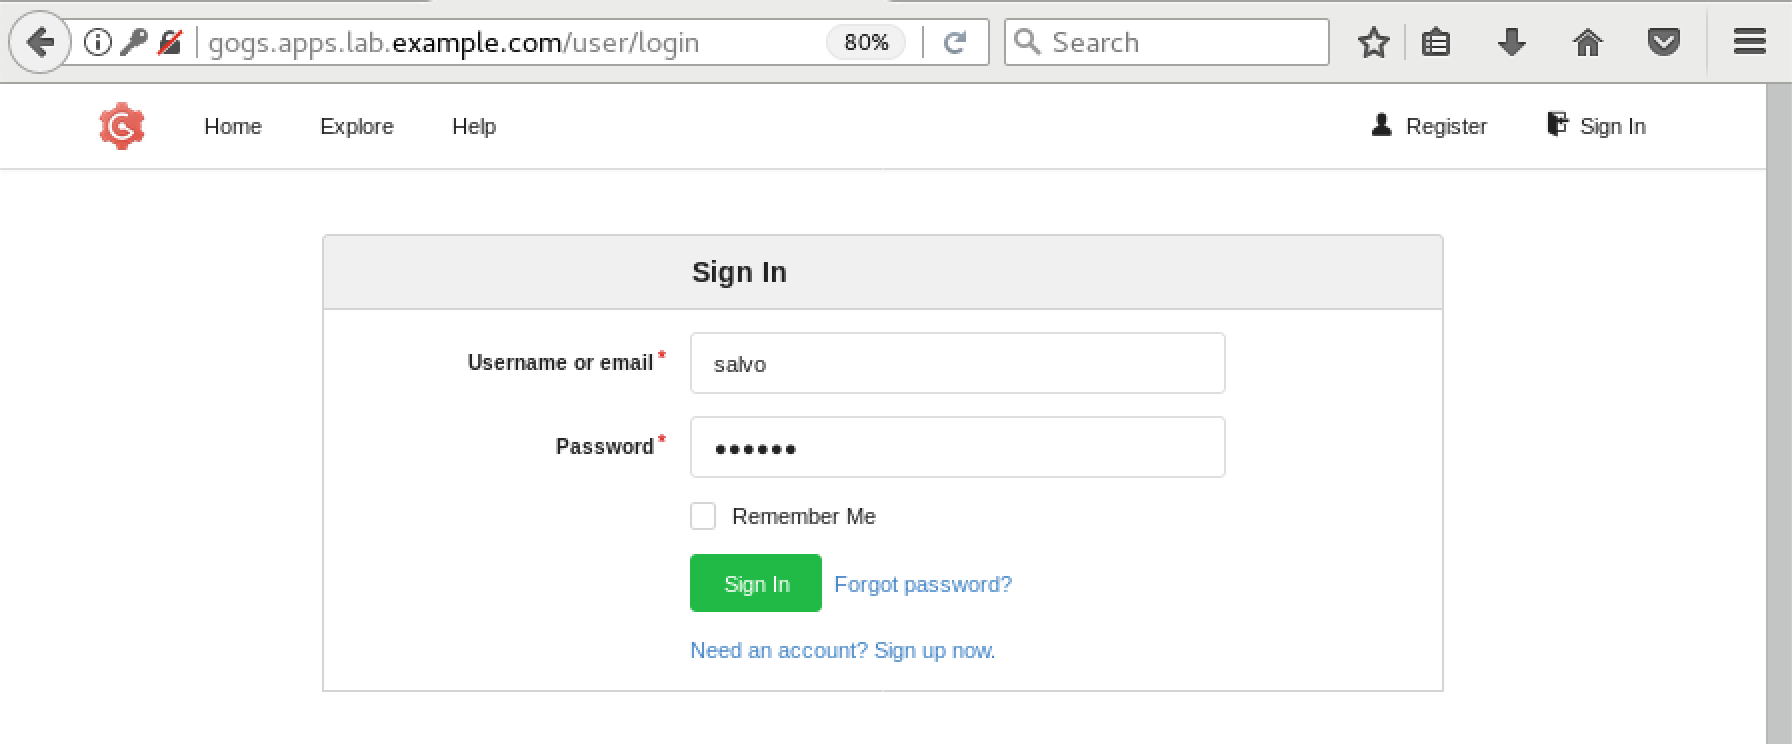 gogs.apps.lab.example.com/user/login 80% Search
Home Explore Help Register Sign In
Sign In
Username or email * salvo
Password * ••••••
Remember Me
Sign In Forgot password?
Need an account? Sign up now.